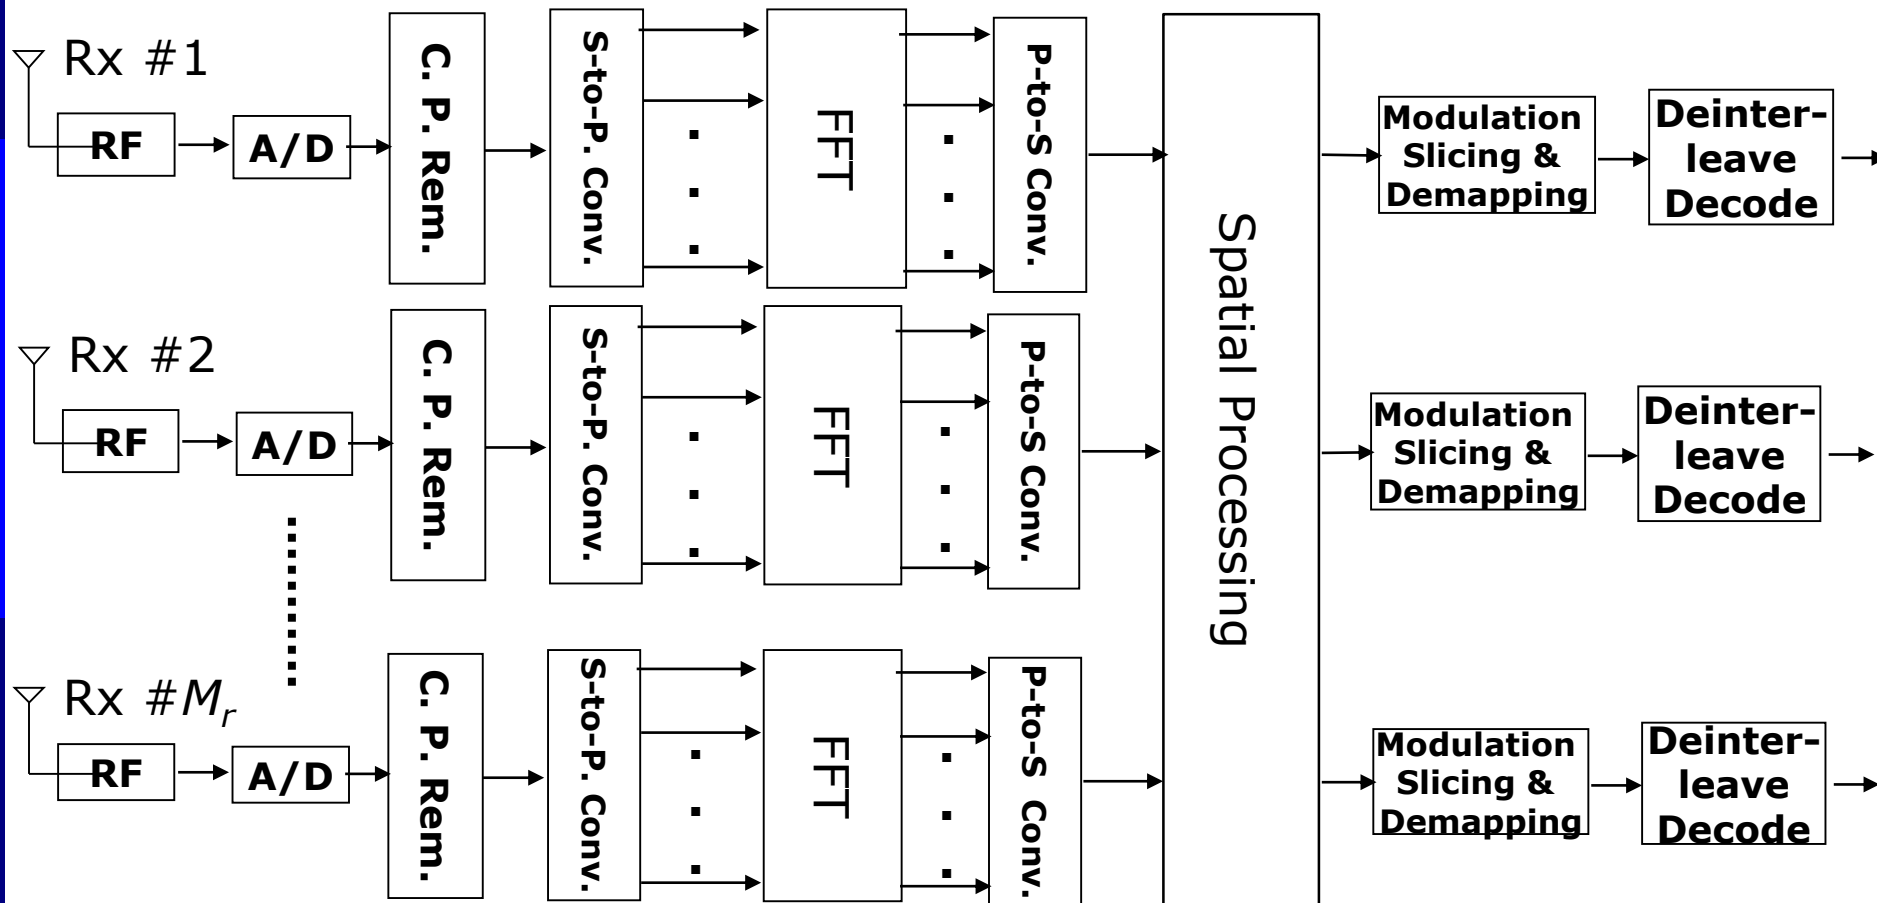 Rx #1
RF
A/D
C. P. Rem.
S-to-P. Conv.
FFT
P-to-S Conv.
Spatial Processing
Modulation
Slicing &
Demapping
Deinter-
leave
Decode
Rx #2
RF
A/D
C. P. Rem.
S-to-P. Conv.
FFT
P-to-S Conv.
Modulation
Slicing &
Demapping
Deinter-
leave
Decode
Rx #Mr
RF
A/D
C. P. Rem.
S-to-P. Conv.
FFT
P-to-S Conv.
Modulation
Slicing &
Demapping
Deinter-
leave
Decode